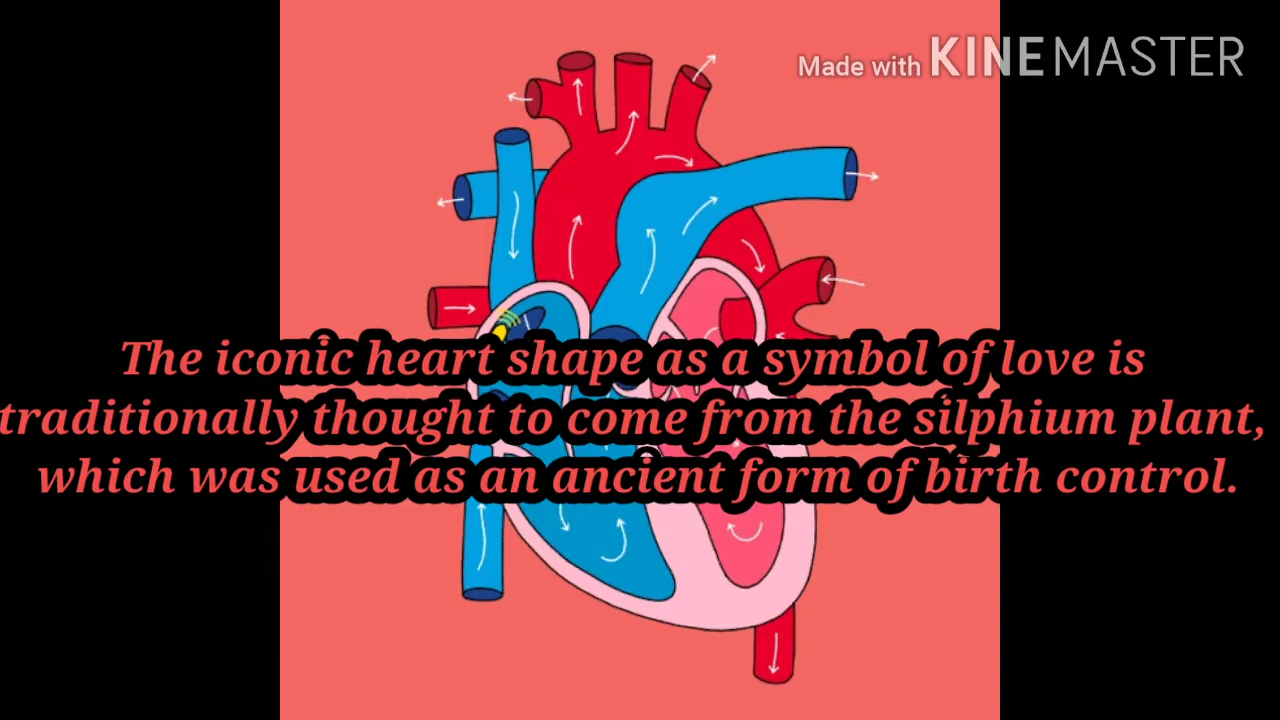 Made with KINEMASTER
The iconic heart shape as a symbol of love is
traditionally thought to come from the silphium plant,
which was used as an ancient form of birth control.